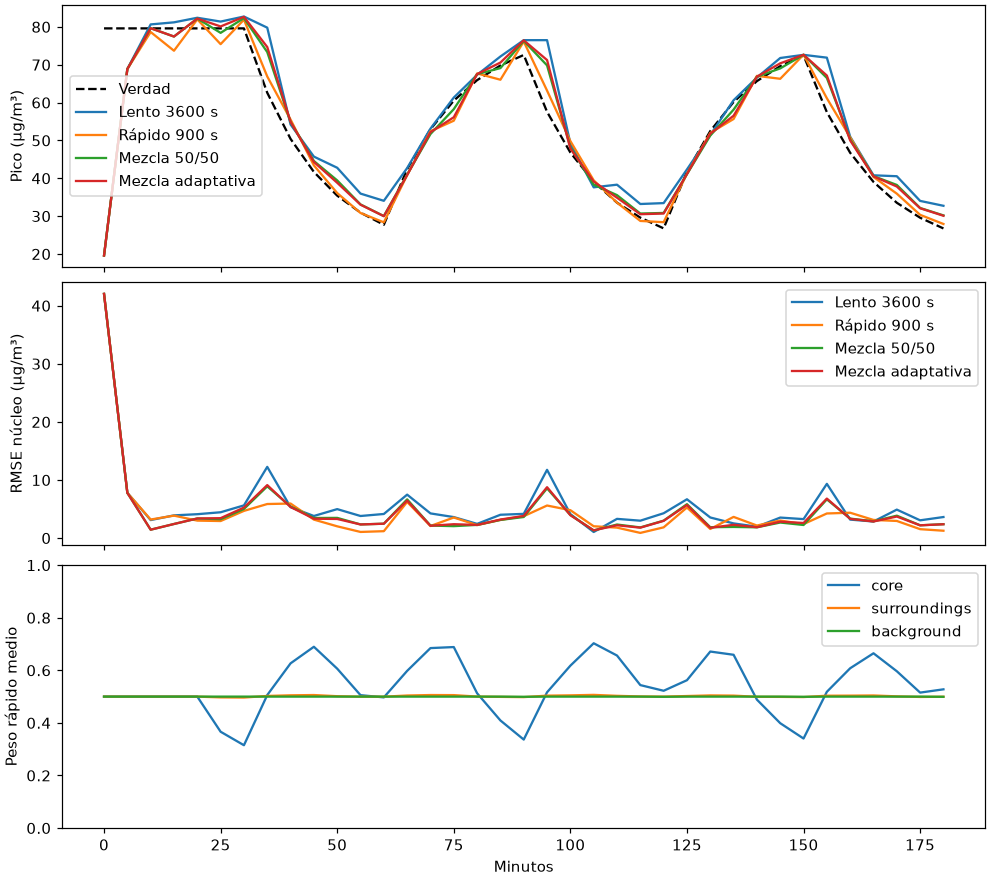 80
70
60
50
40
30
20
Pico (µg/m³)
Verdad
Lento 3600 s
Rápido 900 s
Mezcla 50/50
Mezcla adaptativa
40
30
20
10
0
RMSE núcleo (µg/m³)
Lento 3600 s
Rápido 900 s
Mezcla 50/50
Mezcla adaptativa
1.0
0.8
0.6
0.4
0.2
0.0
Peso rápido medio
core
surroundings
background
0 25 50 75 100 125 150 175
Minutos